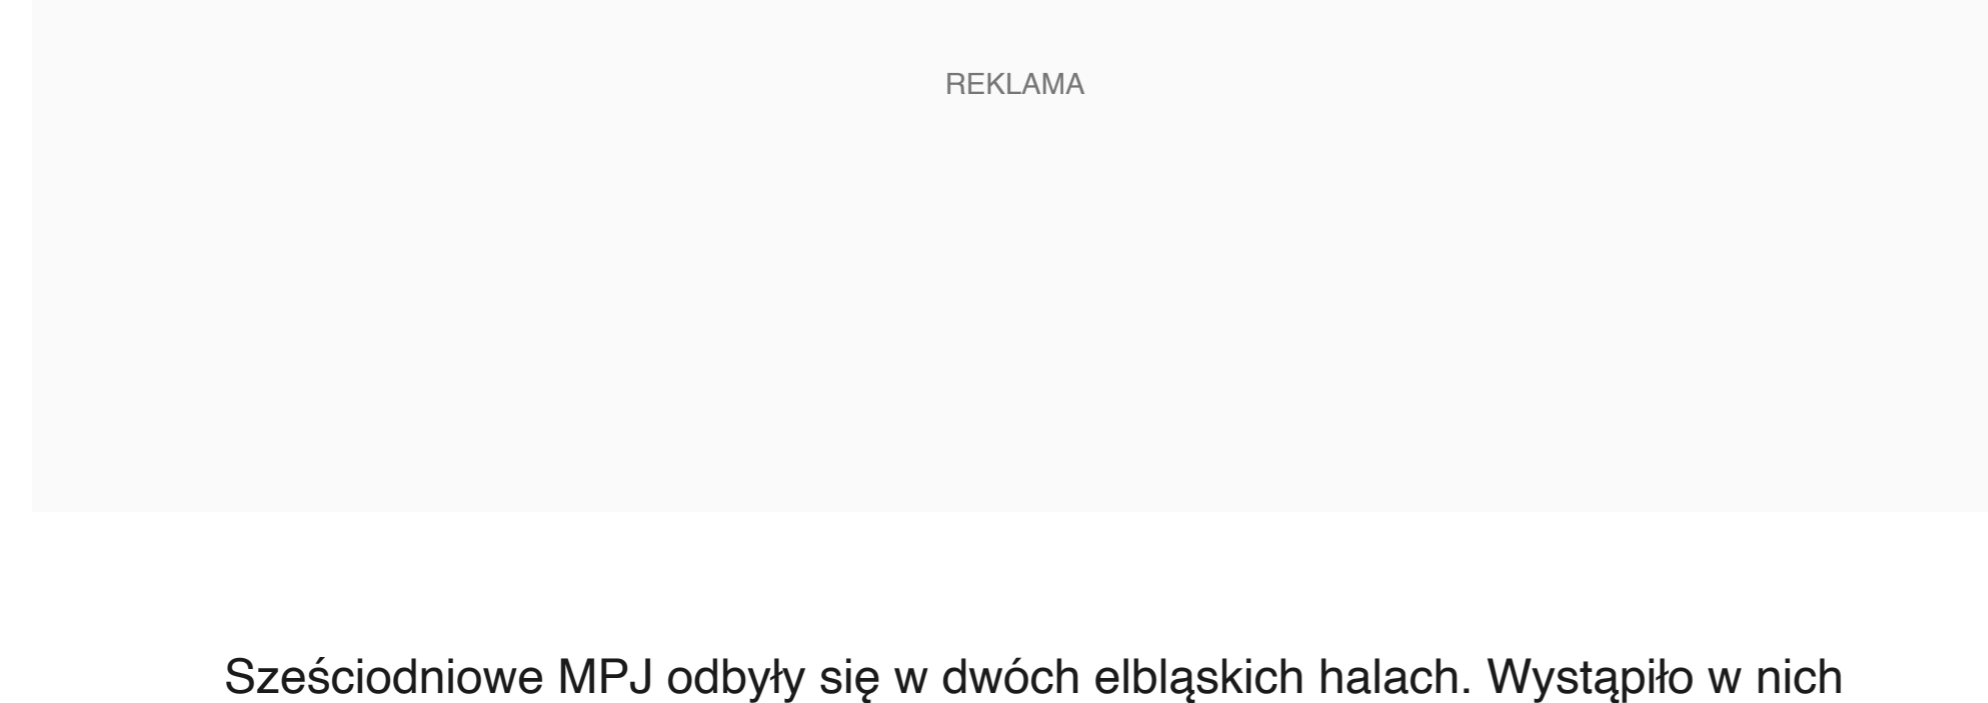 REKLAMA
Sześciodniowe MPJ odbyły się w dwóch elbląskich halach. Wystąpiło w nich